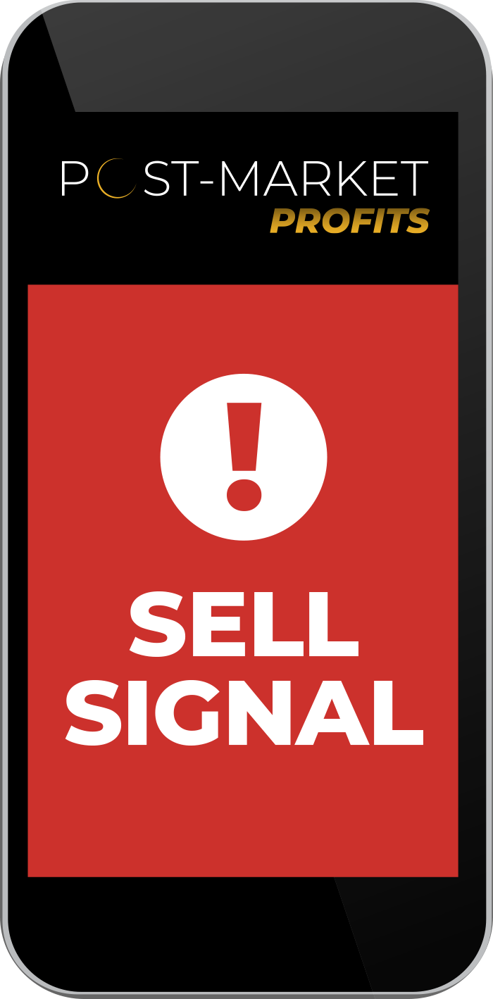 POST-MARKET
PROFITS
!
SELL
SIGNAL